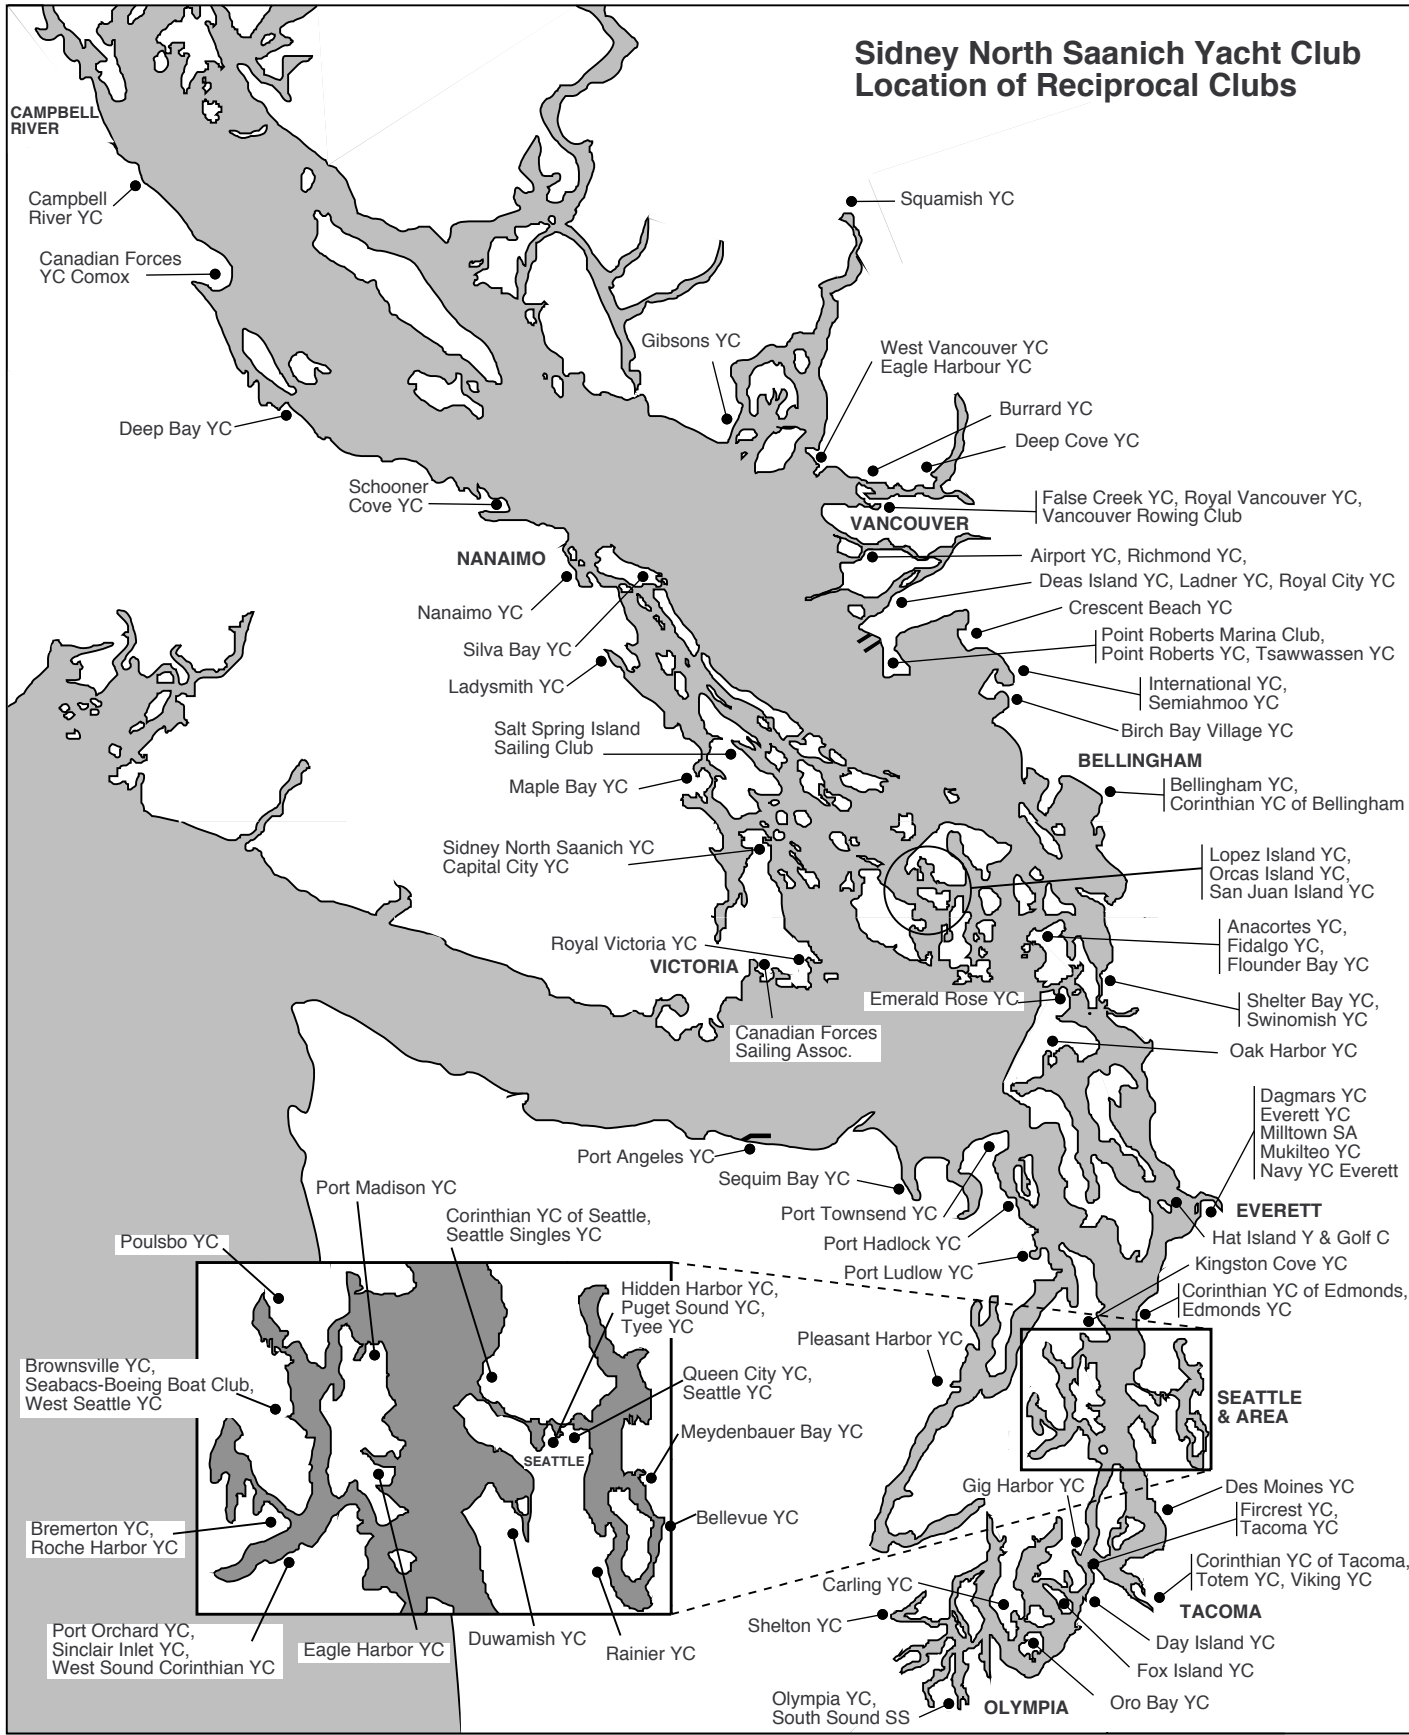 Sidney North Saanich Yacht Club
Location of Reciprocal Clubs
CAMPBELL
RIVER
Campbell
River YC
Squamish YC
Canadian Forces
YC Comox
Gibsons YC
West Vancouver YC
Eagle Harbour YC
Burrard YC
Deep Bay YC
Deep Cove YC
Schooner
Cove YC
False Creek YC, Royal Vancouver YC,
Vancouver Rowing Club
VANCOUVER
NANAIMO
Airport YC, Richmond YC,
Deas Island YC, Ladner YC, Royal City YC
Nanaimo YC
Crescent Beach YC
Silva Bay YC
Point Roberts Marina Club,
Point Roberts YC, Tsawwassen YC
Ladysmith YC
International YC,
Semiahmoo YC
Salt Spring Island
Sailing Club
Birch Bay Village YC
BELLINGHAM
Maple Bay YC
Bellingham YC,
Corinthian YC of Bellingham
Sidney North Saanich YC
Capital City YC
Lopez Island YC,
Orcas Island YC,
San Juan Island YC
Royal Victoria YC
VICTORIA
Anacortes YC,
Fidalgo YC,
Flounder Bay YC
Emerald Rose YC
Shelter Bay YC,
Swinomish YC
Canadian Forces
Sailing Assoc.
Oak Harbor YC
Dagmars YC
Everett YC
Milltown SA
Mukilteo YC
Navy YC Everett
Port Angeles YC
Sequim Bay YC
Port Madison YC
Port Townsend YC
EVERETT
Corinthian YC of Seattle,
Seattle Singles YC
Hat Island Y & Golf C
Poulsbo YC
Port Hadlock YC
Port Ludlow YC
Kingston Cove YC
Hidden Harbor YC,
Puget Sound YC,
Tyee YC
Corinthian YC of Edmonds,
Edmonds YC
Pleasant Harbor YC
Brownsville YC,
Seabacs-Boeing Boat Club,
West Seattle YC
Queen City YC,
Seattle YC
SEATTLE
& AREA
Meydenbauer Bay YC
SEATTLE
Gig Harbor YC
Des Moines YC
Bellevue YC
Fircrest YC,
Tacoma YC
Bremerton YC,
Roche Harbor YC
Corinthian YC of Tacoma,
Totem YC, Viking YC
Carling YC
TACOMA
Shelton YC
Port Orchard YC,
Sinclair Inlet YC,
West Sound Corinthian YC
Eagle Harbor YC
Duwamish YC
Rainier YC
Day Island YC
Fox Island YC
Oro Bay YC
Olympia YC,
South Sound SS
OLYMPIA